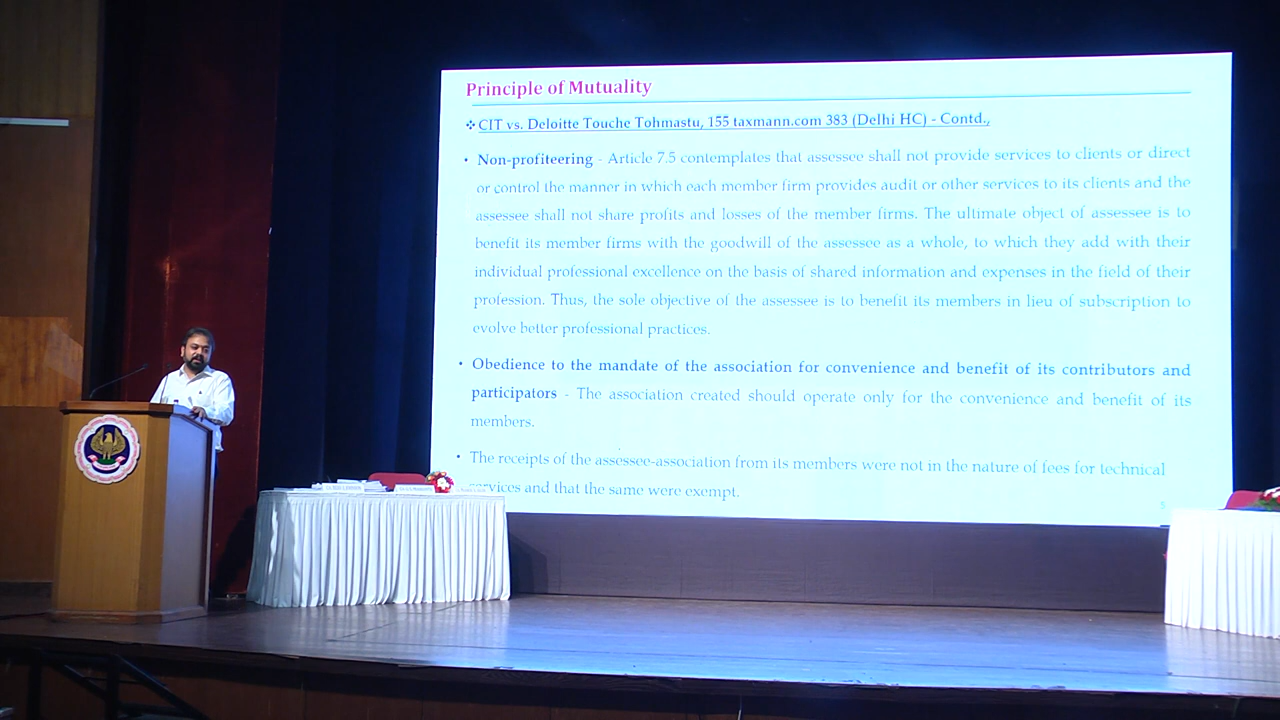 Principle of Mutuality
❖ CIT vs. Deloitte Touche Tohmastu, 155 taxmann.com 383 (Delhi HC) - Contd.,
• Non-profiteering - Article 7.5 contemplates that assessee shall not provide services to clients or direct
or control the manner in which each member firm provides audit or other services to its clients and the
assessee shall not share profits and losses of the member firms. The ultimate object of assessee is to
benefit its member firms with the goodwill of the assessee as a whole, to which they add with their
individual professional excellence on the basis of shared information and expenses in the field of their
profession. Thus, the sole objective of the assessee is to benefit its members in lieu of subscription to
evolve better professional practices.
• Obedience to the mandate of the association for convenience and benefit of its contributors and
participators - The association created should operate only for the convenience and benefit of its
members.
• The receipts of the assessee-association from its members were not in the nature of fees for technical
services and that the same were exempt.
5